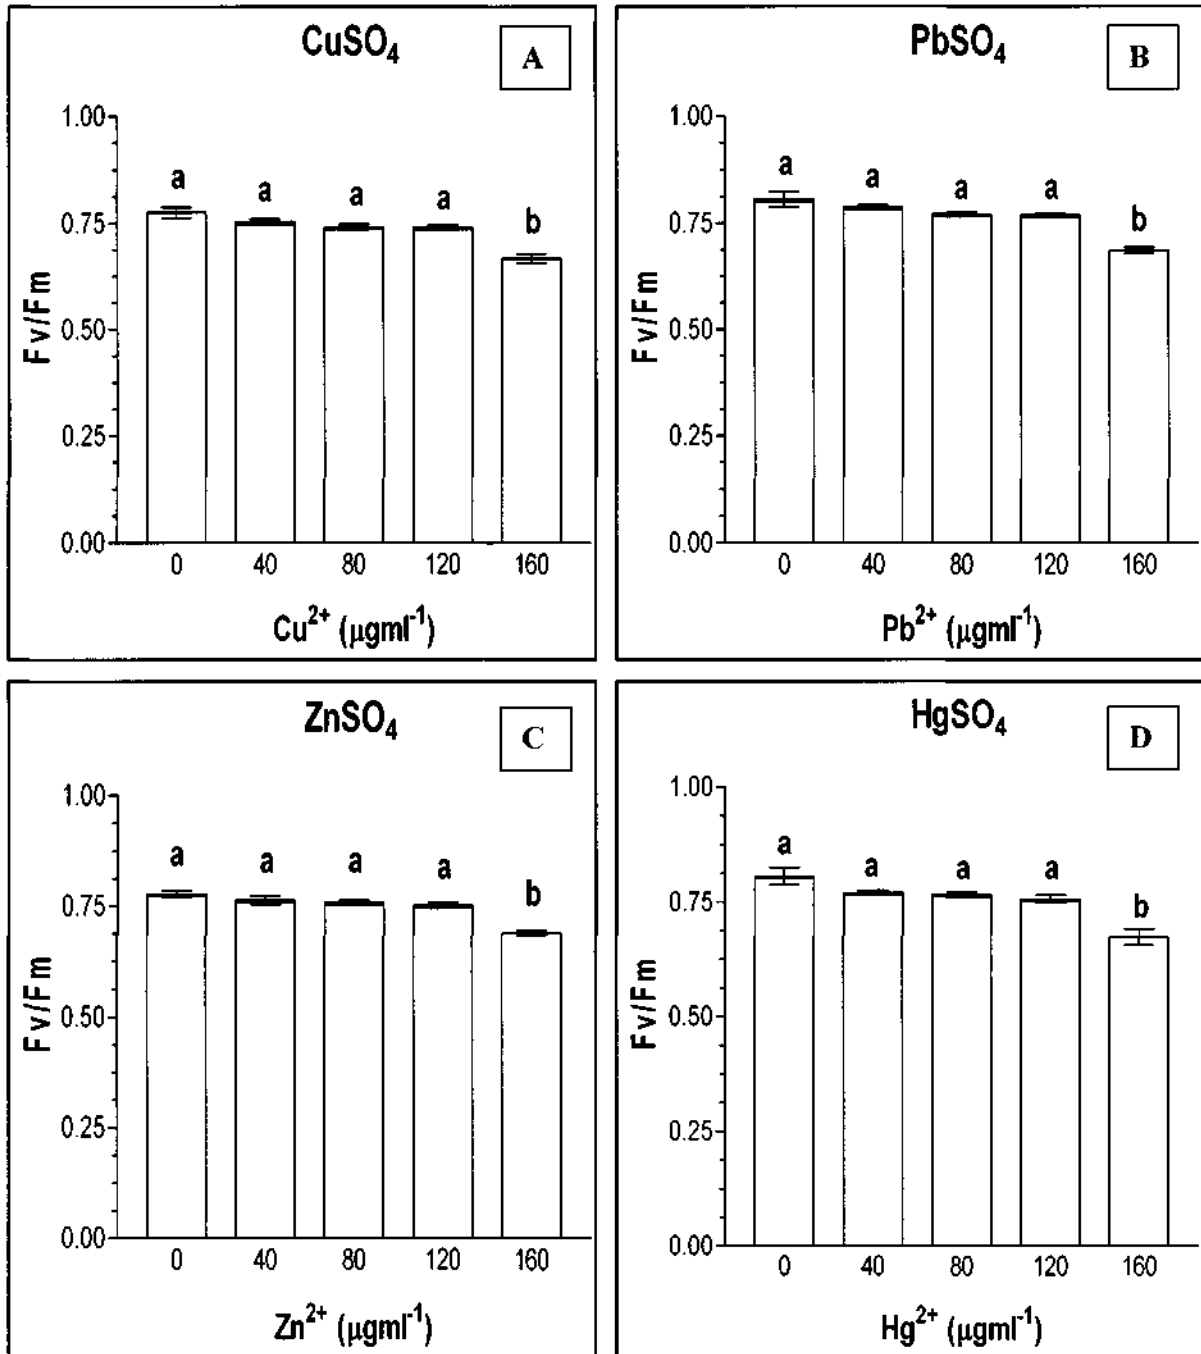 CuSO4
A
1.00
0.75
0.50
0.25
0.00
Fv/Fm
a a a a b
0 40 80 120 160
Cu2+ (µgml-1)
PbSO4
B
1.00
0.75
0.50
0.25
0.00
Fv/Fm
a a a a b
0 40 80 120 160
Pb2+ (µgml-1)
ZnSO4
C
1.00
0.75
0.50
0.25
0.00
Fv/Fm
a a a a b
0 40 80 120 160
Zn2+ (µgml-1)
HgSO4
D
1.00
0.75
0.50
0.25
0.00
Fv/Fm
a a a a b
0 40 80 120 160
Hg2+ (µgml-1)